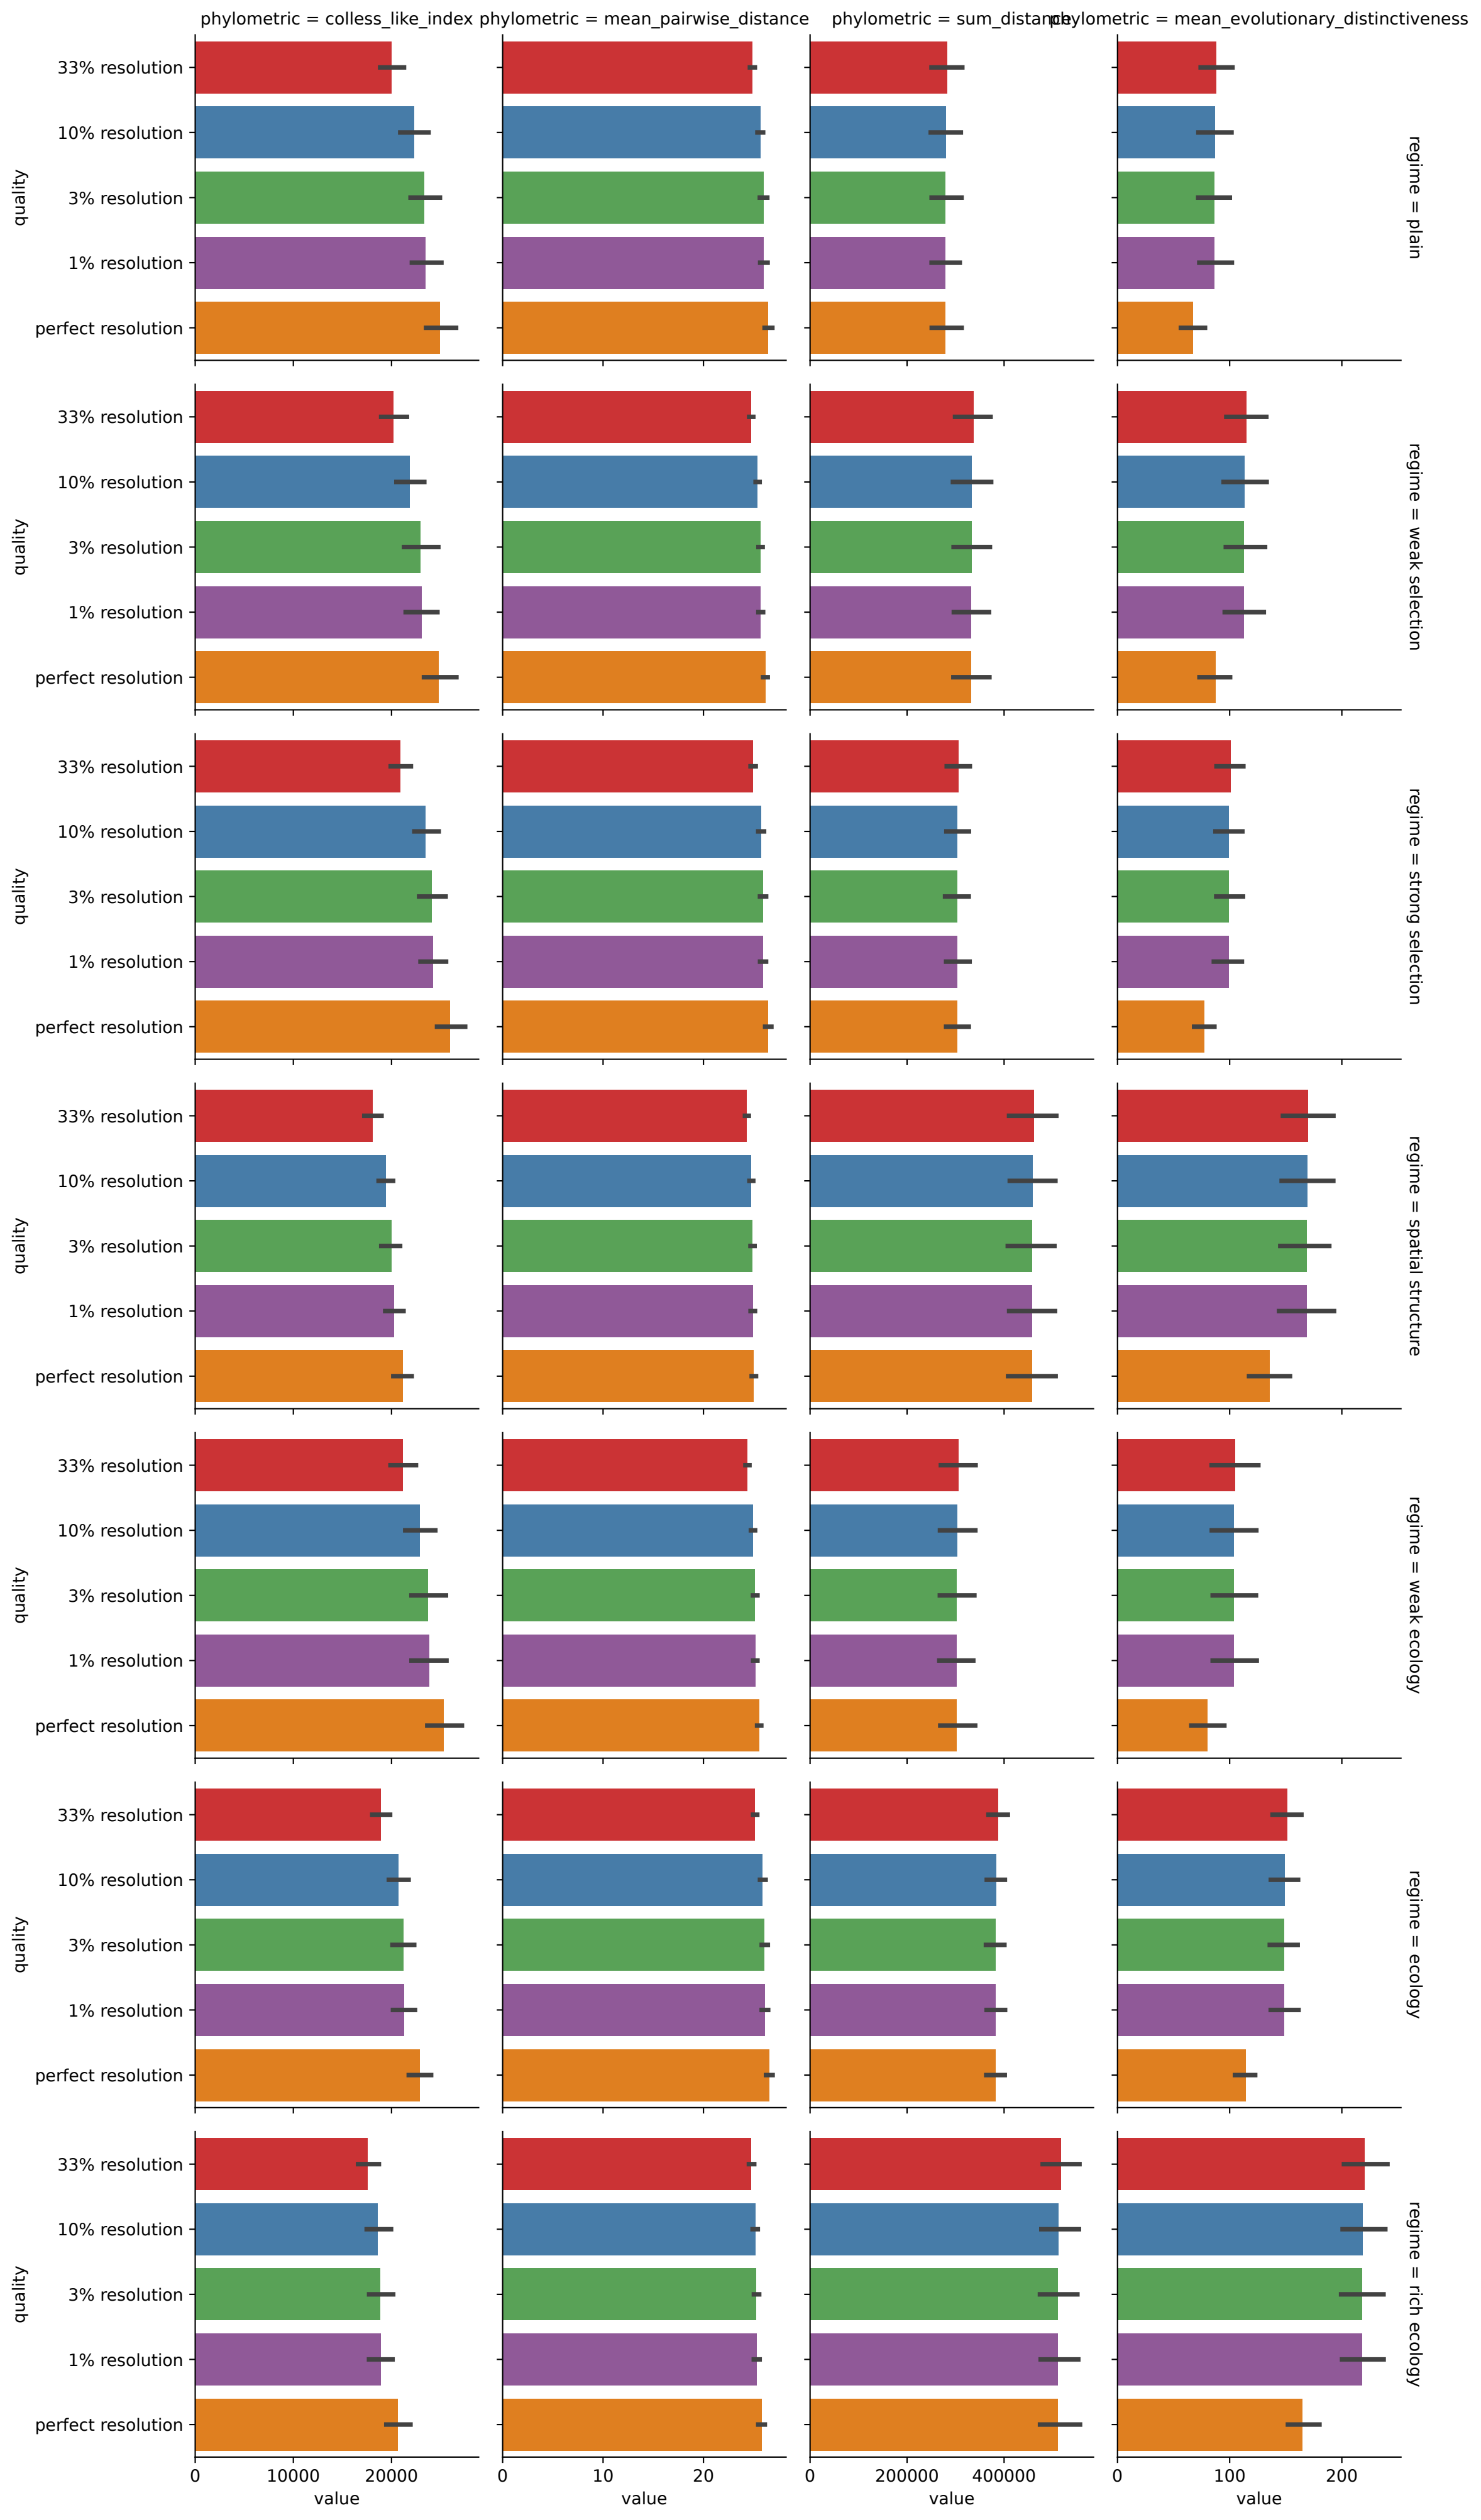 phylometric = colless_like_index
phylometric = mean_pairwise_distance
phylometric = sum_distance
phylometric = mean_evolutionary_distinctiveness
33% resolution
10% resolution
3% resolution
1% resolution
perfect resolution
quality
regime = plain
33% resolution
10% resolution
3% resolution
1% resolution
perfect resolution
quality
regime = weak selection
33% resolution
10% resolution
3% resolution
1% resolution
perfect resolution
quality
regime = strong selection
33% resolution
10% resolution
3% resolution
1% resolution
perfect resolution
quality
regime = spatial structure
33% resolution
10% resolution
3% resolution
1% resolution
perfect resolution
quality
regime = weak ecology
33% resolution
10% resolution
3% resolution
1% resolution
perfect resolution
quality
regime = ecology
33% resolution
10% resolution
3% resolution
1% resolution
perfect resolution
quality
regime = rich ecology
0 10000 20000
0 10 20
0 200000 400000
0 100 200
value
value
value
value